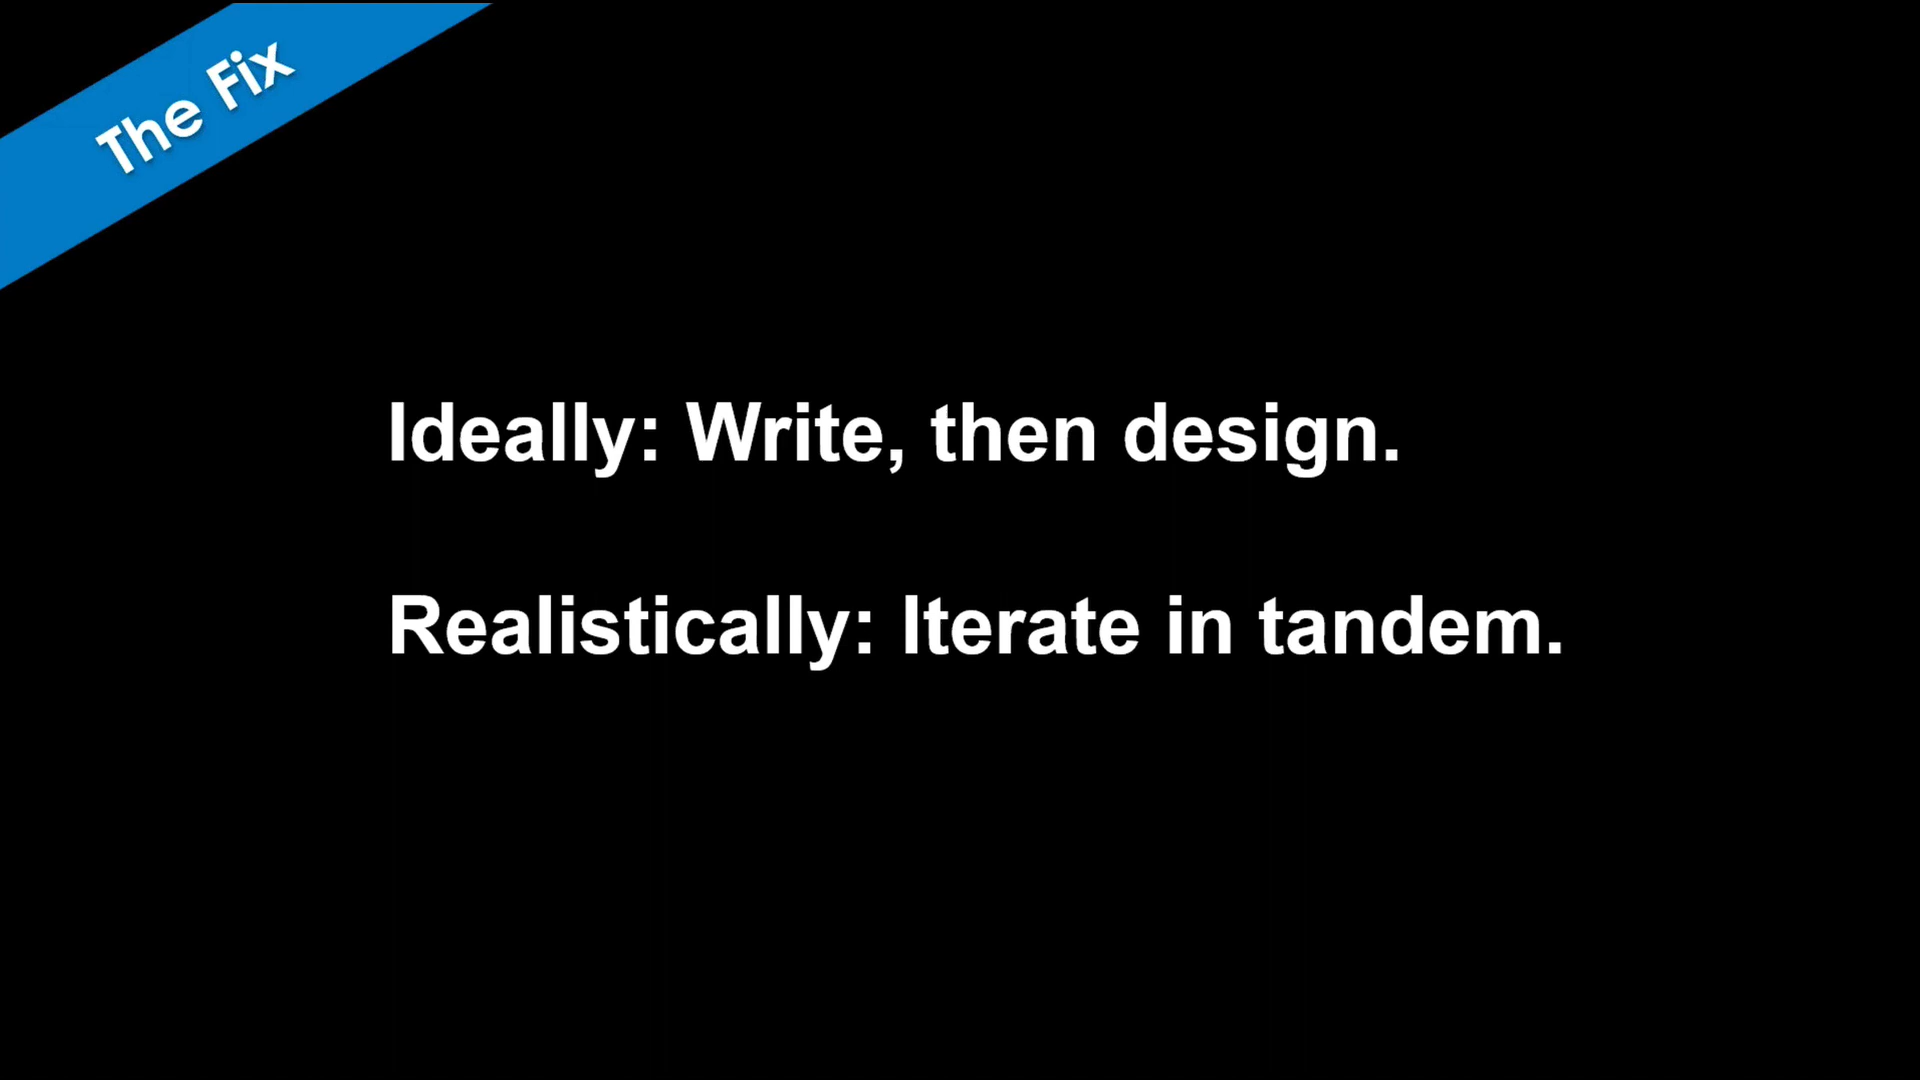 The Fix
Ideally: Write, then design.
Realistically: Iterate in tandem.